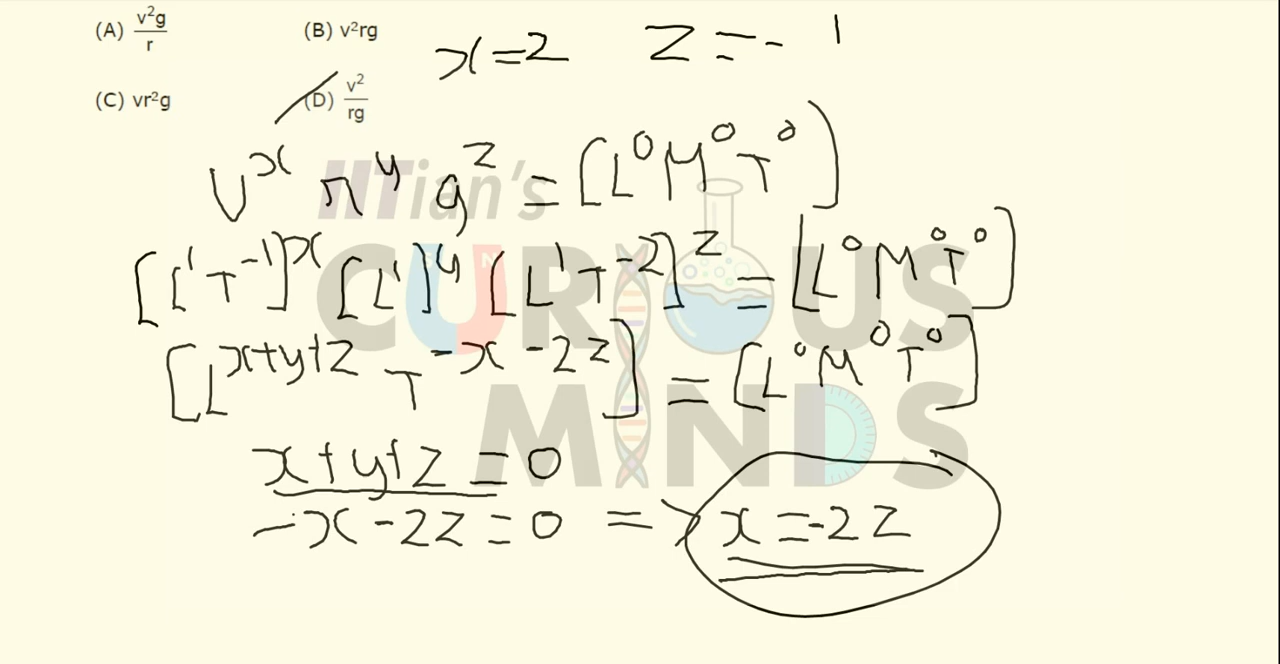 (A) v²g/r (B) v²rg x=2 z=-1
(C) vr²g (D) v²/rg
v^x r^y g^z = [L⁰M⁰T⁰]
[L¹T⁻¹]^x [L¹]^y [L¹T⁻²]^z = [L⁰M⁰T⁰]
[L^x+y+z T^-x-2z] = [L⁰M⁰T⁰]
x+y+z=0
-x-2z=0 => x=-2z
IITian's
CURIOUS
MINDS